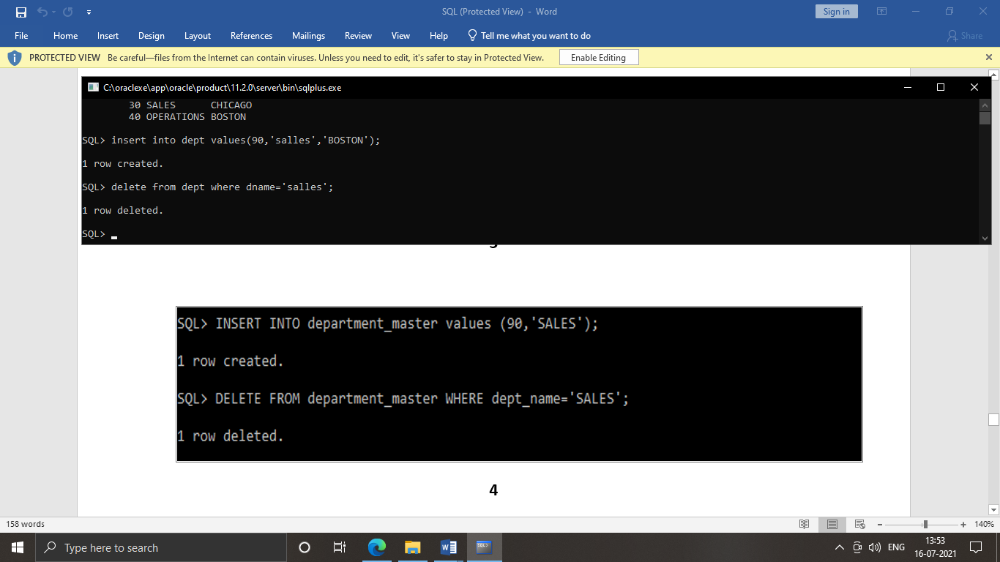 SQL (Protected View) - Word
Sign in
File Home Insert Design Layout References Mailings Review View Help Tell me what you want to do Share
PROTECTED VIEW Be careful—files from the Internet can contain viruses. Unless you need to edit, it's safer to stay in Protected View. Enable Editing
C:\oraclexe\app\oracle\product\11.2.0\server\bin\sqlplus.exe
30 SALES CHICAGO
40 OPERATIONS BOSTON
SQL> insert into dept values(90,'salles','BOSTON');
1 row created.
SQL> delete from dept where dname='salles';
1 row deleted.
SQL>
SQL> INSERT INTO department_master values (90,'SALES');
1 row created.
SQL> DELETE FROM department_master WHERE dept_name='SALES';
1 row deleted.
4
158 words
140%
Type here to search
SQL>
ENG
13:53
16-07-2021